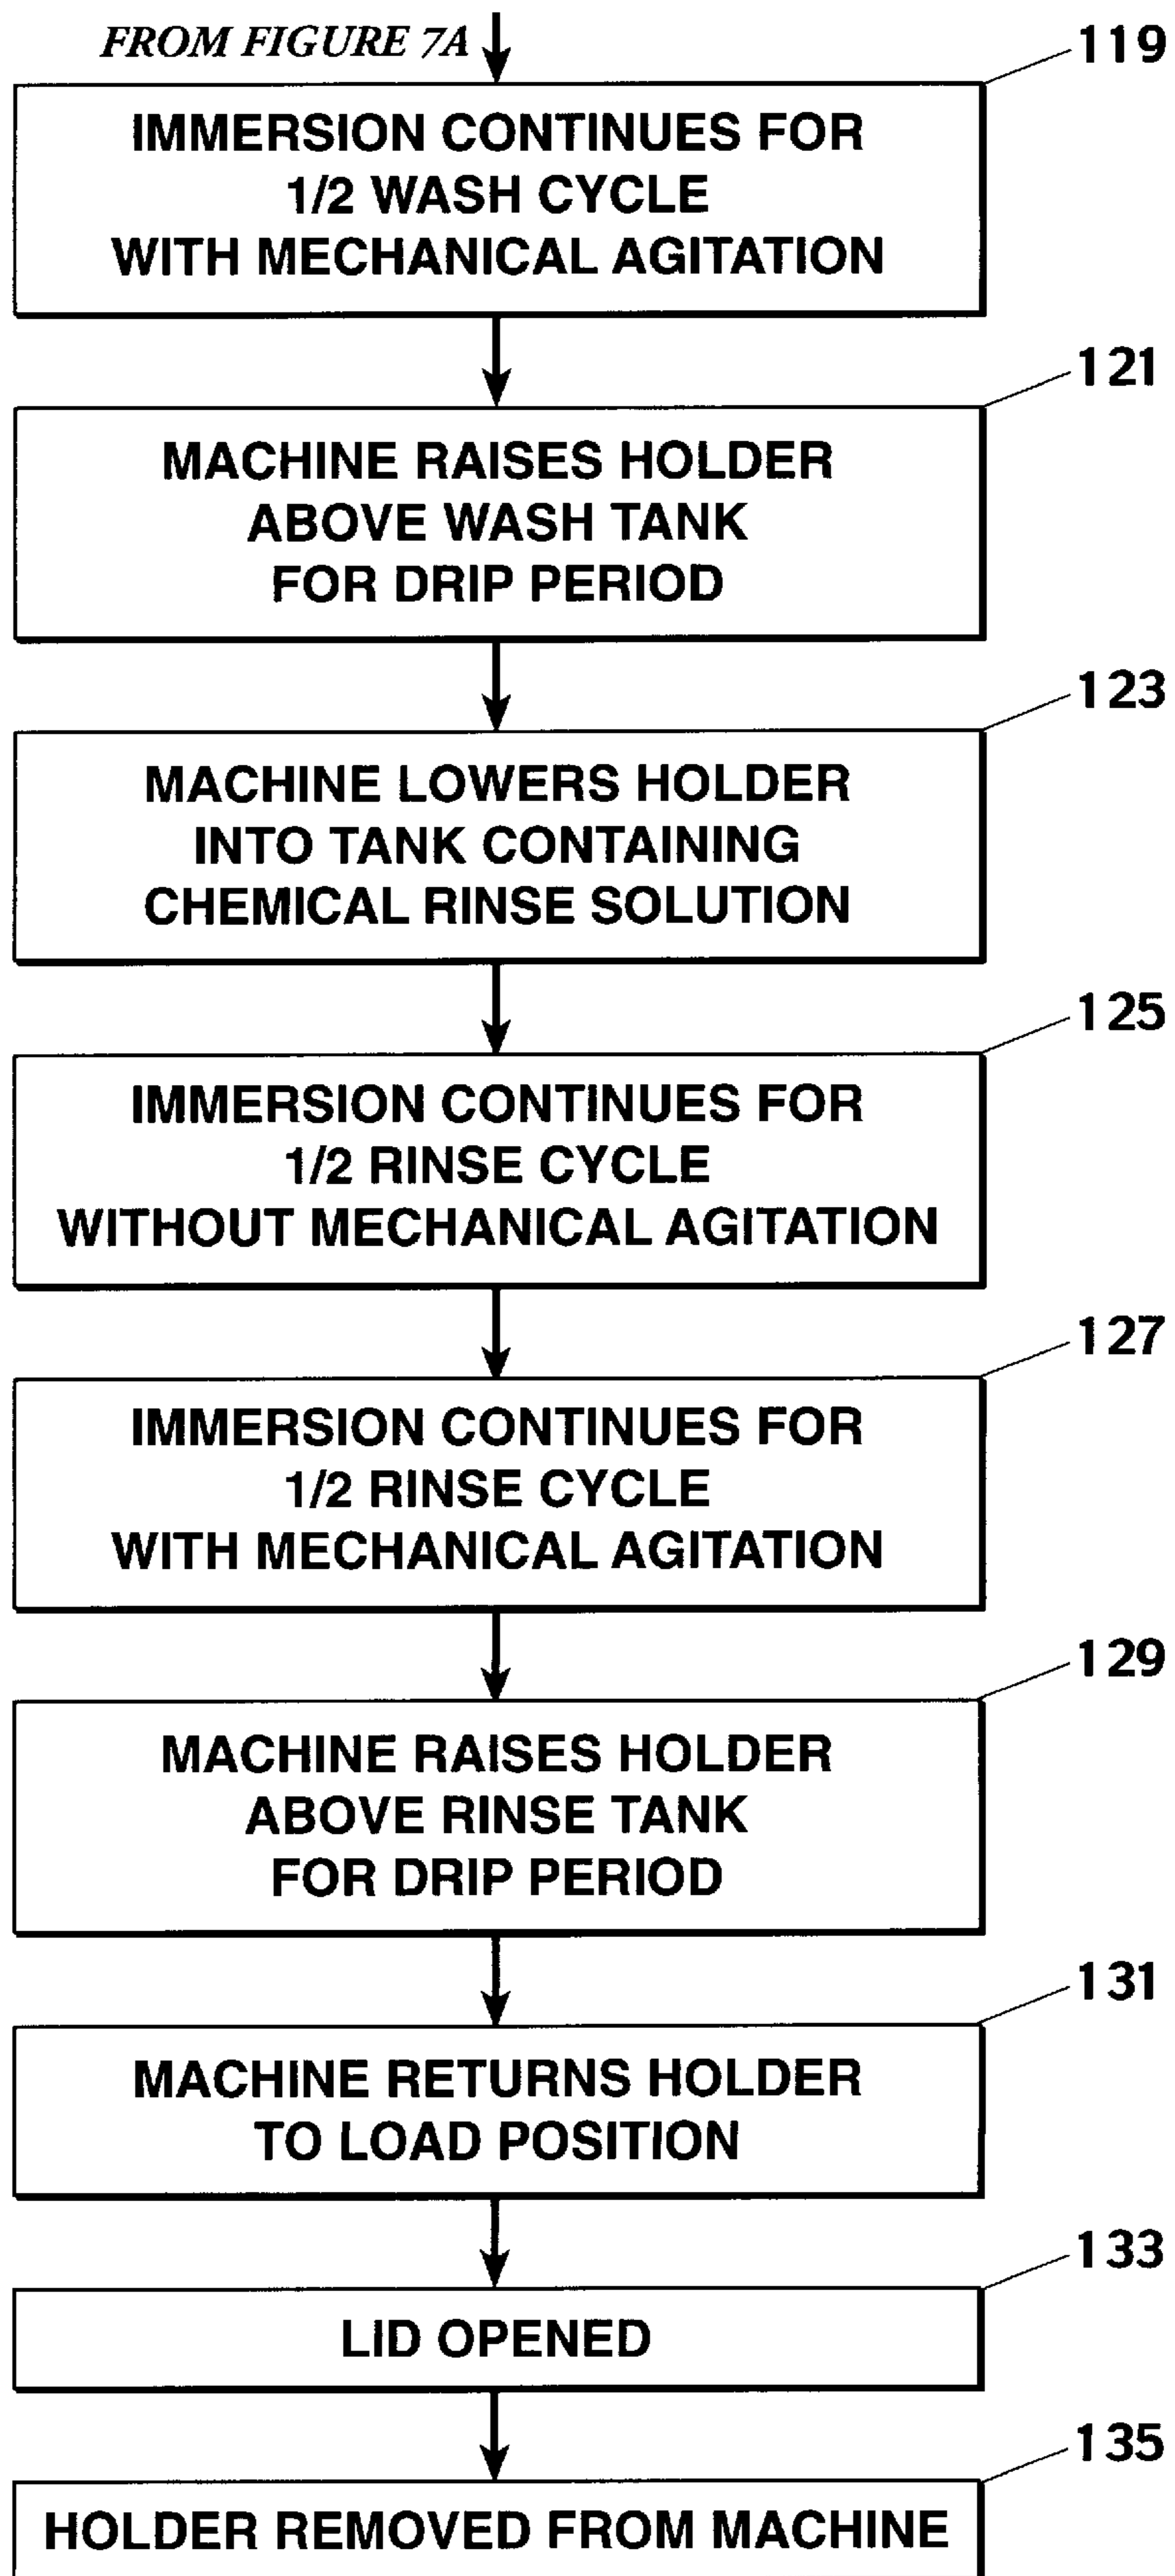 FROM FIGURE 7A
119
IMMERSION CONTINUES FOR
1/2 WASH CYCLE
WITH MECHANICAL AGITATION
121
MACHINE RAISES HOLDER
ABOVE WASH TANK
FOR DRIP PERIOD
123
MACHINE LOWERS HOLDER
INTO TANK CONTAINING
CHEMICAL RINSE SOLUTION
125
IMMERSION CONTINUES FOR
1/2 RINSE CYCLE
WITHOUT MECHANICAL AGITATION
127
IMMERSION CONTINUES FOR
1/2 RINSE CYCLE
WITH MECHANICAL AGITATION
129
MACHINE RAISES HOLDER
ABOVE RINSE TANK
FOR DRIP PERIOD
131
MACHINE RETURNS HOLDER
TO LOAD POSITION
133
LID OPENED
135
HOLDER REMOVED FROM MACHINE